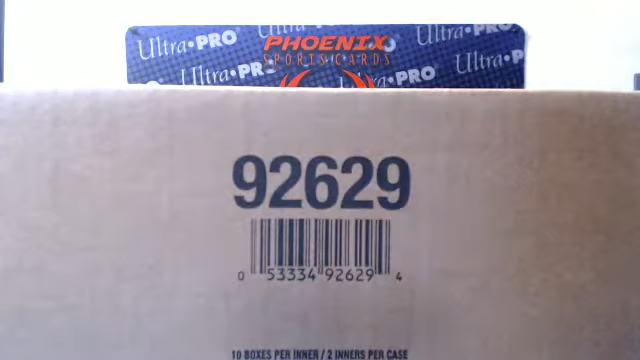 Ultra•PRO
PHOENIX
SPORTSCARDS
Ultra•PRO
Ultra•PRO
Ultra•PRO
92629
0 53334 92629 4
10 BOXES PER INNER / 2 INNERS PER CASE